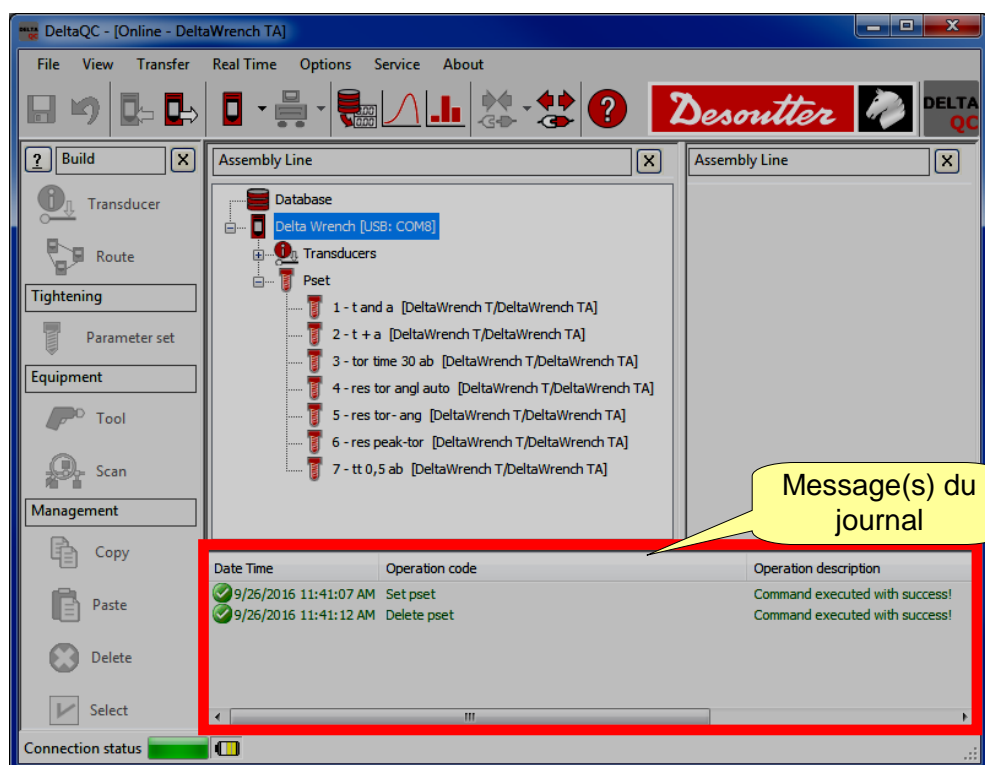 DeltaQC - [Online - DeltaWrench TA]
File View Transfer Real Time Options Service About
Desoutter
DELTA
QC
? Build X
Assembly Line X
Assembly Line X
Transducer
Route
Tightening
Parameter set
Equipment
Tool
Scan
Management
Copy
Paste
Delete
Select
Database
Delta Wrench [USB: COM8]
Transducers
Pset
1 - t and a [DeltaWrench T/DeltaWrench TA]
2 - t + a [DeltaWrench T/DeltaWrench TA]
3 - tor time 30 ab [DeltaWrench T/DeltaWrench TA]
4 - res tor angl auto [DeltaWrench T/DeltaWrench TA]
5 - res tor- ang [DeltaWrench T/DeltaWrench TA]
6 - res peak-tor [DeltaWrench T/DeltaWrench TA]
7 - tt 0,5 ab [DeltaWrench T/DeltaWrench TA]
Message(s) du
journal
Date Time Operation code Operation description
9/26/2016 11:41:07 AM Set pset Command executed with success!
9/26/2016 11:41:12 AM Delete pset Command executed with success!
Connection status